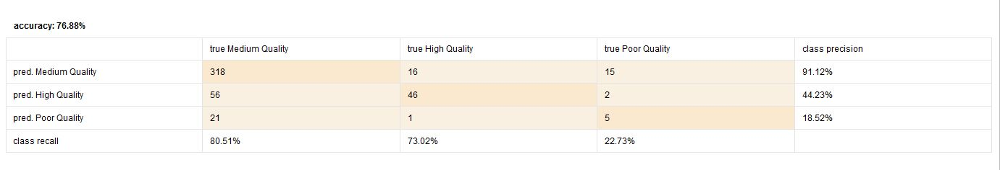 accuracy: 76.88%
true Medium Quality true High Quality true Poor Quality class precision
pred. Medium Quality 318 16 15 91.12%
pred. High Quality 56 46 2 44.23%
pred. Poor Quality 21 1 5 18.52%
class recall 80.51% 73.02% 22.73%